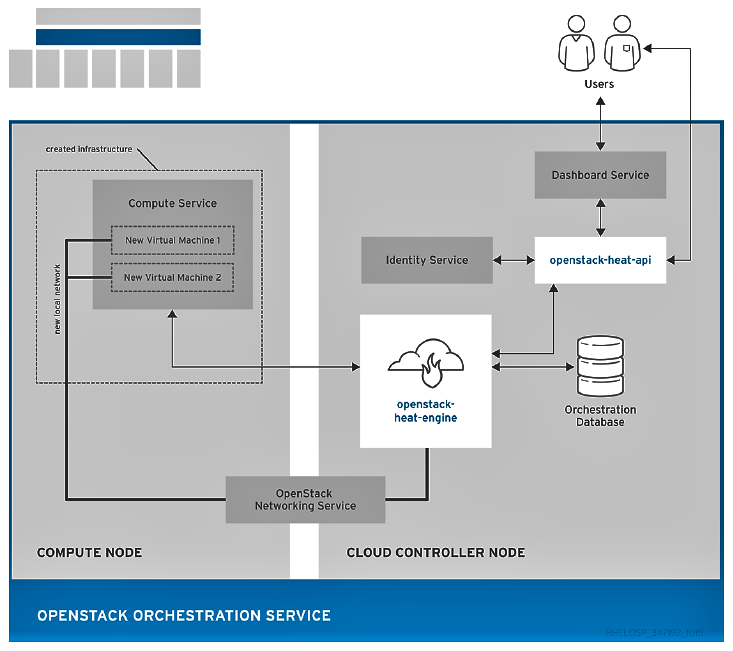 Users
created infrastructure
Dashboard Service
Compute Service
New Virtual Machine 1
Identity Service
openstack-heat-api
New Virtual Machine 2
new local network
openstack-
heat-engine
Orchestration
Database
OpenStack
Networking Service
COMPUTE NODE
CLOUD CONTROLLER NODE
OPENSTACK ORCHESTRATION SERVICE
RHELOSP_347192_1015